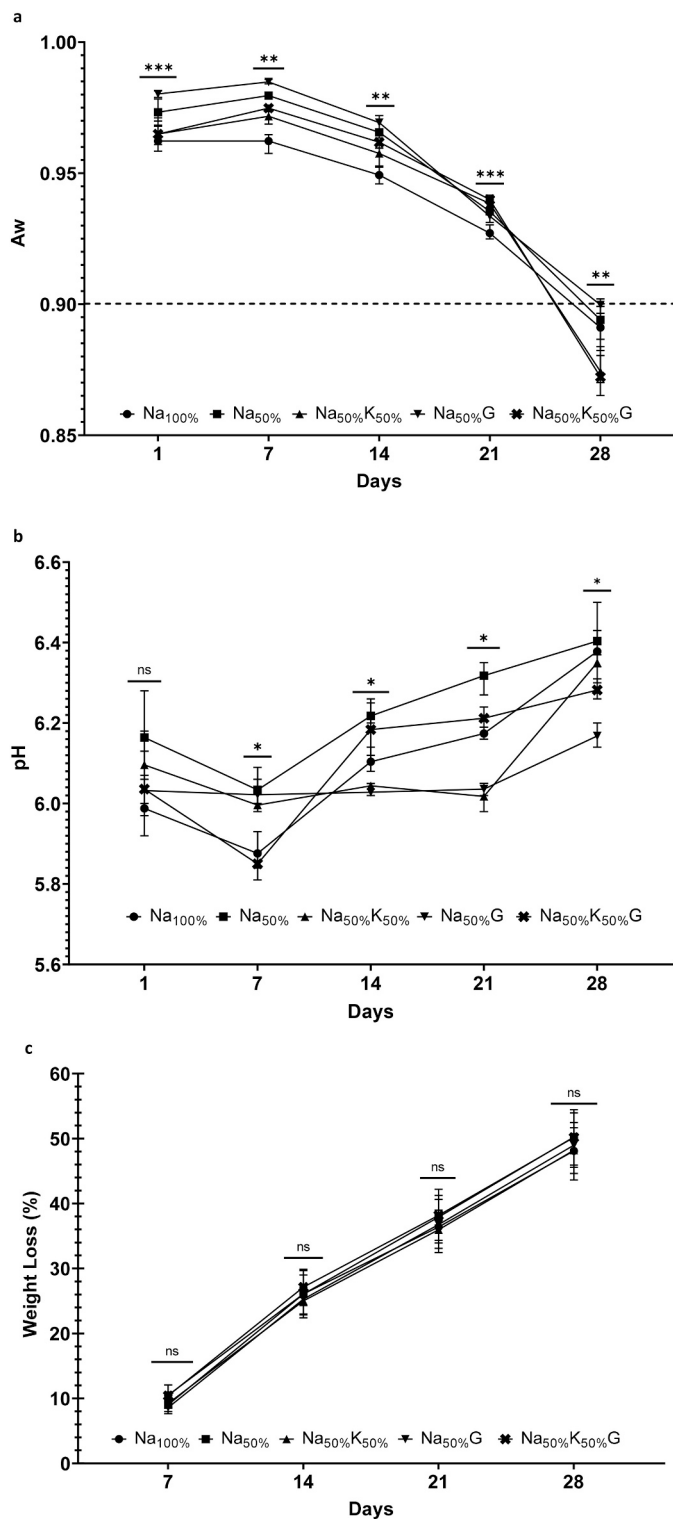 a
1.00
0.95
0.90
0.85
Aw
***
**
**
***
**
Na100% Na50% Na50%K50% Na50%G Na50%K50%G
1 7 14 21 28
Days
b
6.6
6.4
6.2
6.0
5.8
5.6
pH
ns
*
*
*
*
Na100% Na50% Na50%K50% Na50%G Na50%K50%G
1 7 14 21 28
Days
c
60
50
40
30
20
10
0
Weight Loss (%)
ns
ns
ns
ns
Na100% Na50% Na50%K50% Na50%G Na50%K50%G
7 14 21 28
Days